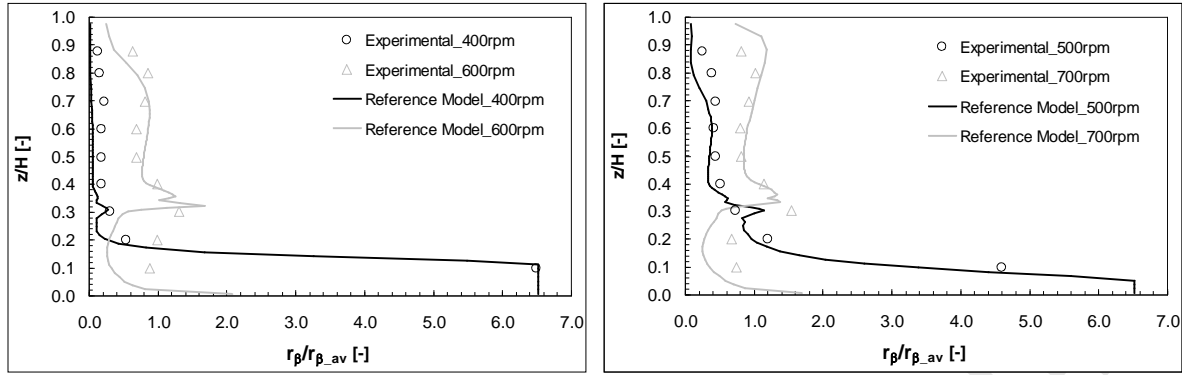 1.0
0.9
0.8
0.7
0.6
0.5
0.4
0.3
0.2
0.1
0.0
z/H [-]
Experimental_400rpm
Experimental_600rpm
Reference Model_400rpm
Reference Model_600rpm
0.0 1.0 2.0 3.0 4.0 5.0 6.0 7.0
rβ/rβ_av [-]
1.0
0.9
0.8
0.7
0.6
0.5
0.4
0.3
0.2
0.1
0.0
z/H [-]
Experimental_500rpm
Experimental_700rpm
Reference Model_500rpm
Reference Model_700rpm
0.0 1.0 2.0 3.0 4.0 5.0 6.0 7.0
rβ/rβ_av [-]